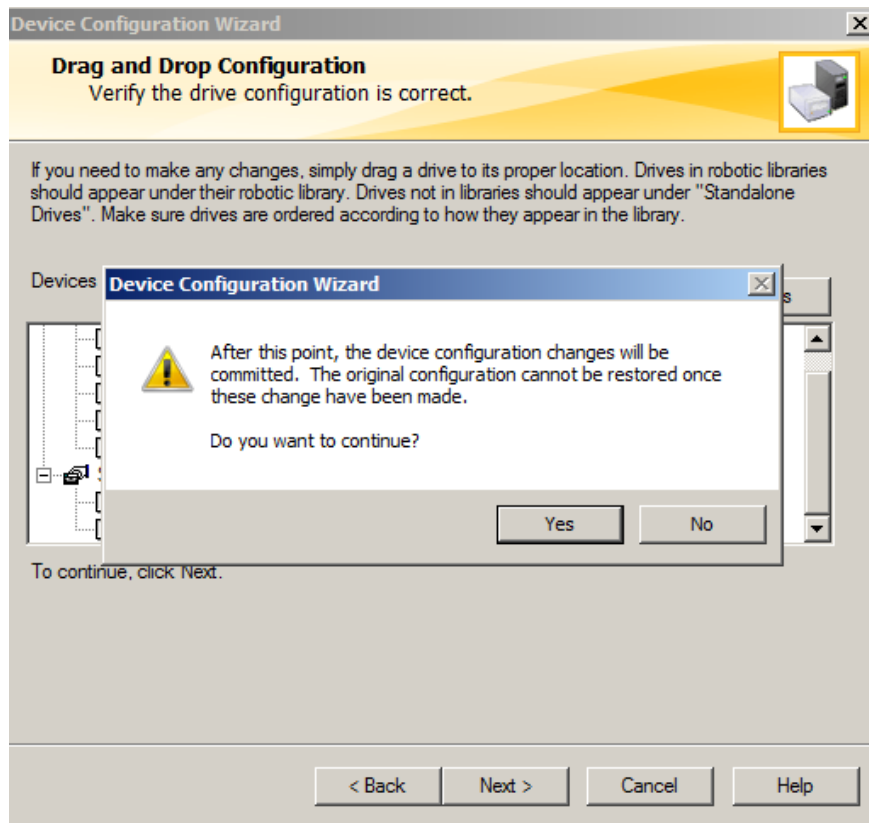 Device Configuration Wizard
Drag and Drop Configuration
Verify the drive configuration is correct.
If you need to make any changes, simply drag a drive to its proper location. Drives in robotic libraries
should appear under their robotic library. Drives not in libraries should appear under "Standalone
Drives". Make sure drives are ordered according to how they appear in the library.
Devices
Device Configuration Wizard
After this point, the device configuration changes will be
committed. The original configuration cannot be restored once
these change have been made.
Do you want to continue?
Yes No
To continue, click Next.
< Back Next > Cancel Help